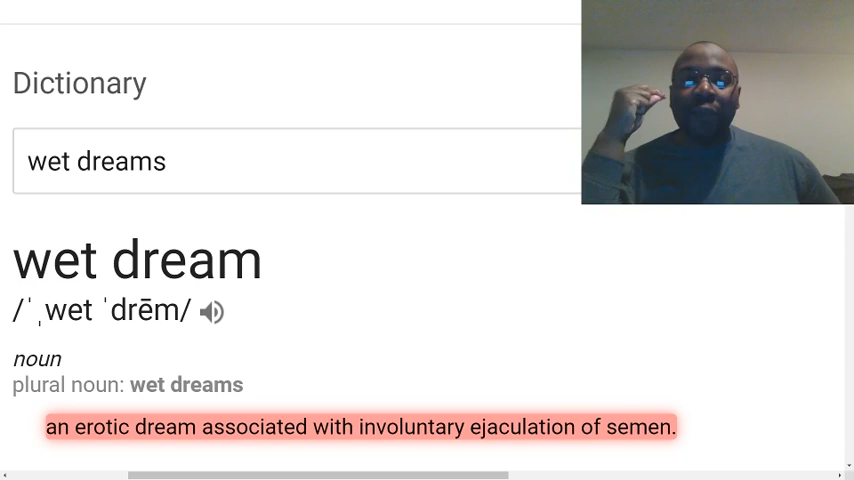 Dictionary
wet dreams
wet dream
/ˈˌwet ˈdrēm/
noun
plural noun: wet dreams
an erotic dream associated with involuntary ejaculation of semen.